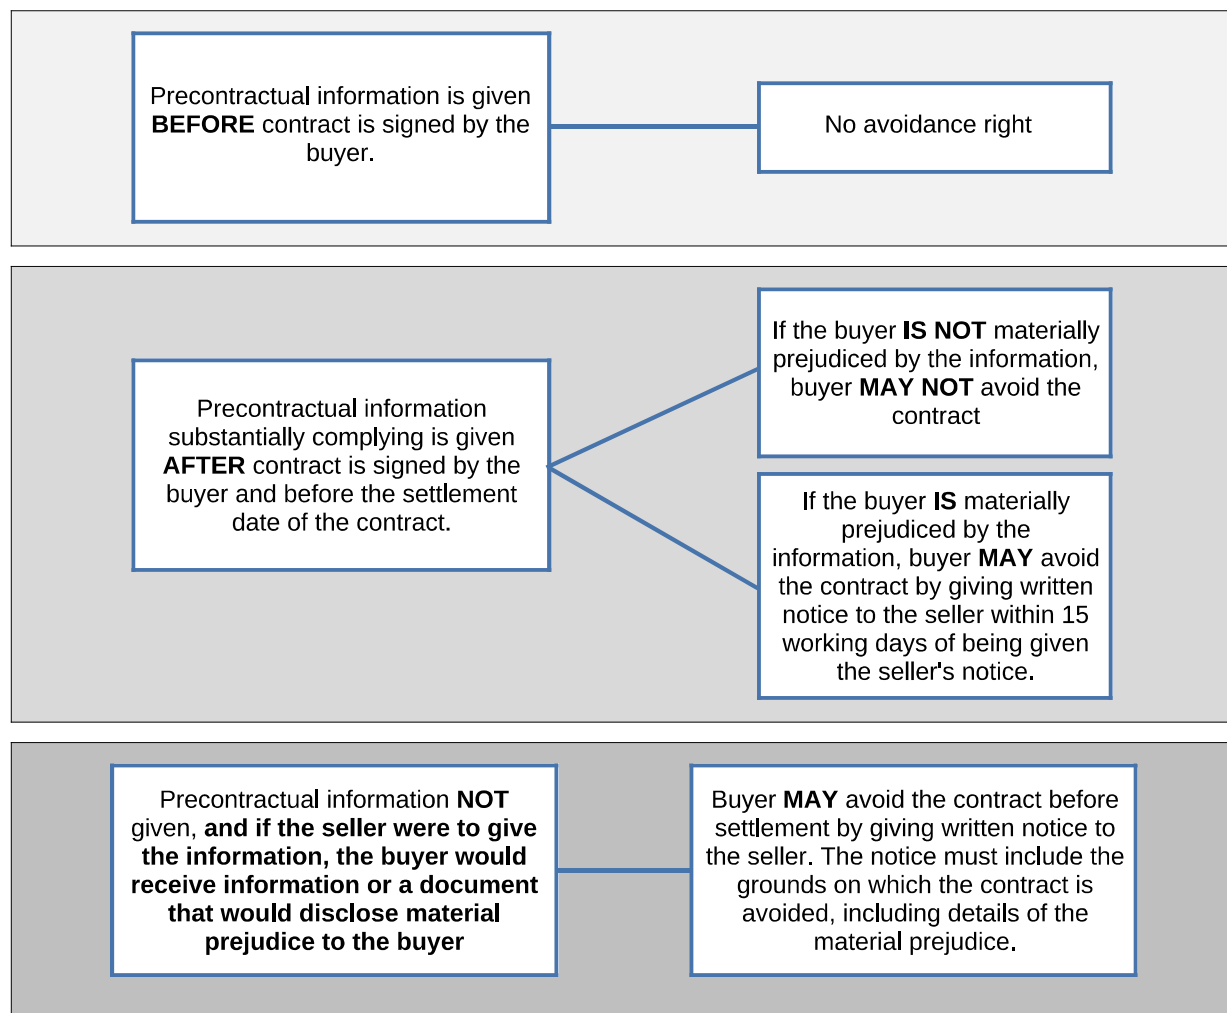 Precontractual information is given
BEFORE contract is signed by the
buyer.
No avoidance right
Precontractual information
substantially complying is given
AFTER contract is signed by the
buyer and before the settlement
date of the contract.
If the buyer IS NOT materially
prejudiced by the information,
buyer MAY NOT avoid the
contract
If the buyer IS materially
prejudiced by the
information, buyer MAY avoid
the contract by giving written
notice to the seller within 15
working days of being given
the seller's notice.
Precontractual information NOT
given, and if the seller were to give
the information, the buyer would
receive information or a document
that would disclose material
prejudice to the buyer
Buyer MAY avoid the contract before
settlement by giving written notice to
the seller. The notice must include the
grounds on which the contract is
avoided, including details of the
material prejudice.